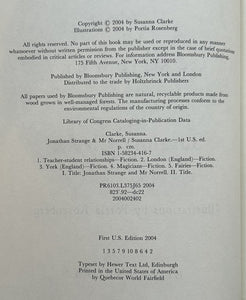 Copyright © 2004 by Susanna Clarke
Illustrations © 2004 by Portia Rosenberg
All rights reserved. No part of this book may be used or reproduced in any manner
whatsoever without written permission from the publisher except in the case of brief quotations
embodied in critical articles or reviews. For information address Bloomsbury Publishing,
175 Fifth Avenue, New York, NY 10010.
Published by Bloomsbury Publishing, New York and London
Distributed to the trade by Holtzbrinck Publishers
All papers used by Bloomsbury Publishing are natural, recyclable products made from
wood grown in well-managed forests. The manufacturing processes conform to the
environmental regulations of the country of origin.
Library of Congress Cataloging-in-Publication Data
Clarke, Susanna.
Jonathan Strange & Mr Norrell / Susanna Clarke.—1st U.S. ed.
p. cm.
ISBN 1-58234-416-7
1. Teacher-student relationships—Fiction. 2. London (England)—Fiction.
3. York (England)—Fiction. 4. Magicians—Fiction. 5. Fairies—Fiction.
I. Title: Jonathan Strange and Mr Norrell. II. Title.
PR6103.L375J65 2004
823'.92—dc22
2004002402
First U.S. Edition 2004
1 3 5 7 9 10 8 6 4 2
Typeset by Hewer Text Ltd, Edinburgh
Printed in the United States of America
by Quebecor World Fairfield